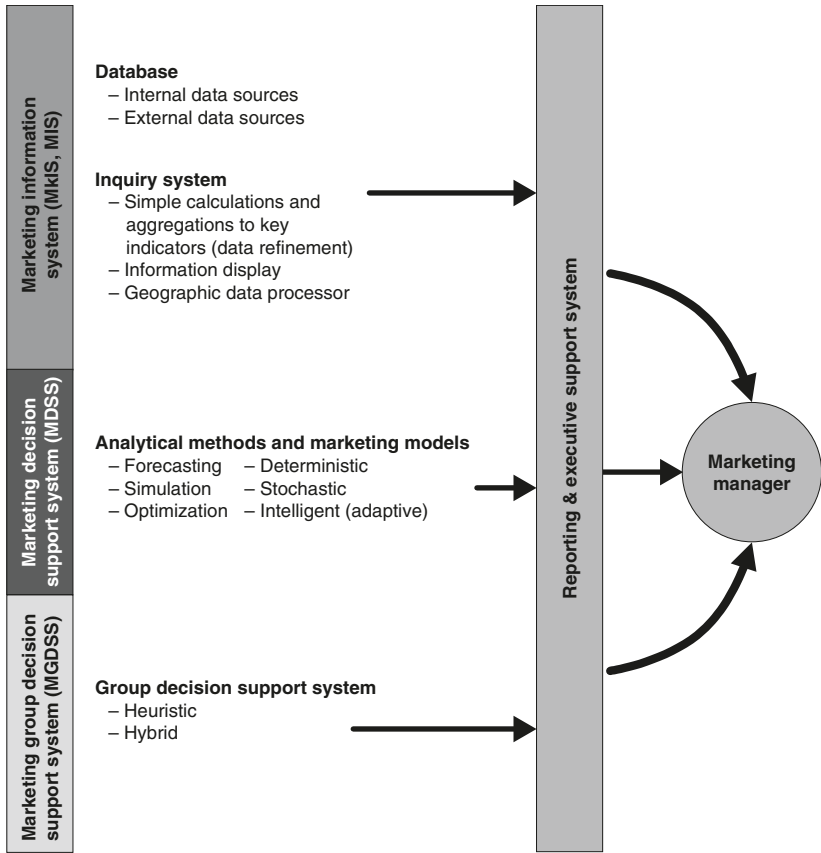 Marketing information
system (MkIS, MIS)
Database
– Internal data sources
– External data sources
Inquiry system
– Simple calculations and
aggregations to key
indicators (data refinement)
– Information display
– Geographic data processor
Marketing decision
support system (MDSS)
Analytical methods and marketing models
– Forecasting – Deterministic
– Simulation – Stochastic
– Optimization – Intelligent (adaptive)
Marketing group decision
support system (MGDSS)
Group decision support system
– Heuristic
– Hybrid
Reporting & executive support system
Marketing
manager